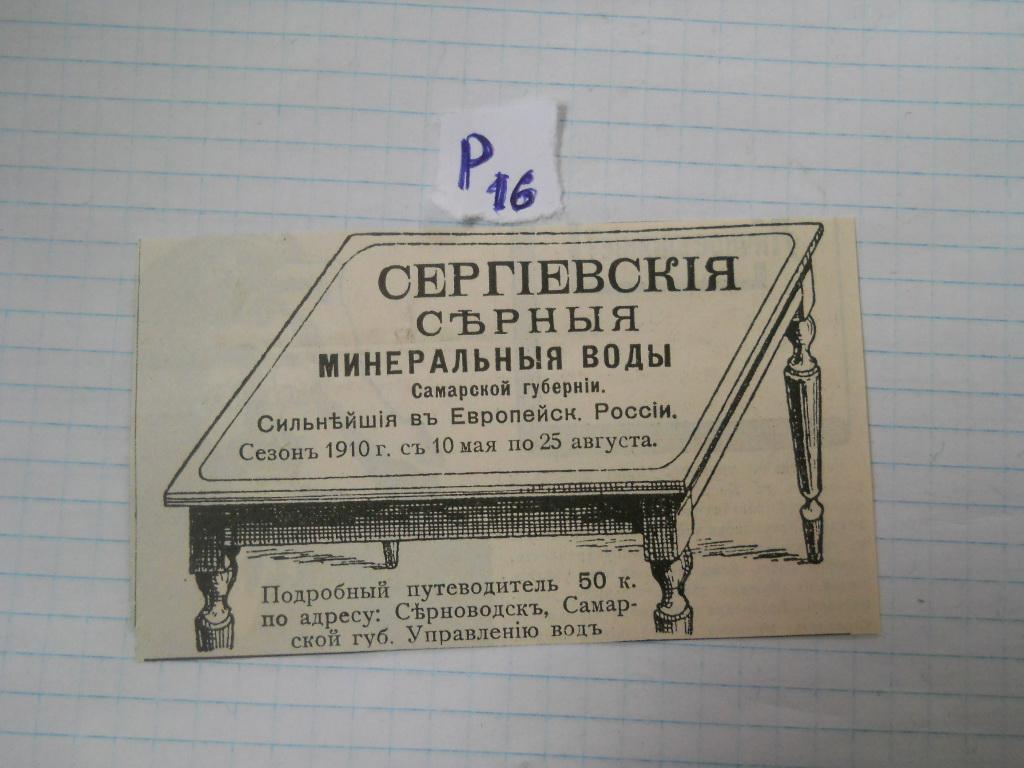 Р16
СЕРГІЕВСКІЯ
СѢРНЫЯ
МИНЕРАЛЬНЫЯ ВОДЫ
Самарской губерніи.
Сильнѣйшія въ Европейск. Россіи.
Сезонъ 1910 г. съ 10 мая по 25 августа.
Подробный путеводитель 50 к.
по адресу: Сѣрноводскъ, Самар-
ской губ. Управленію водъ